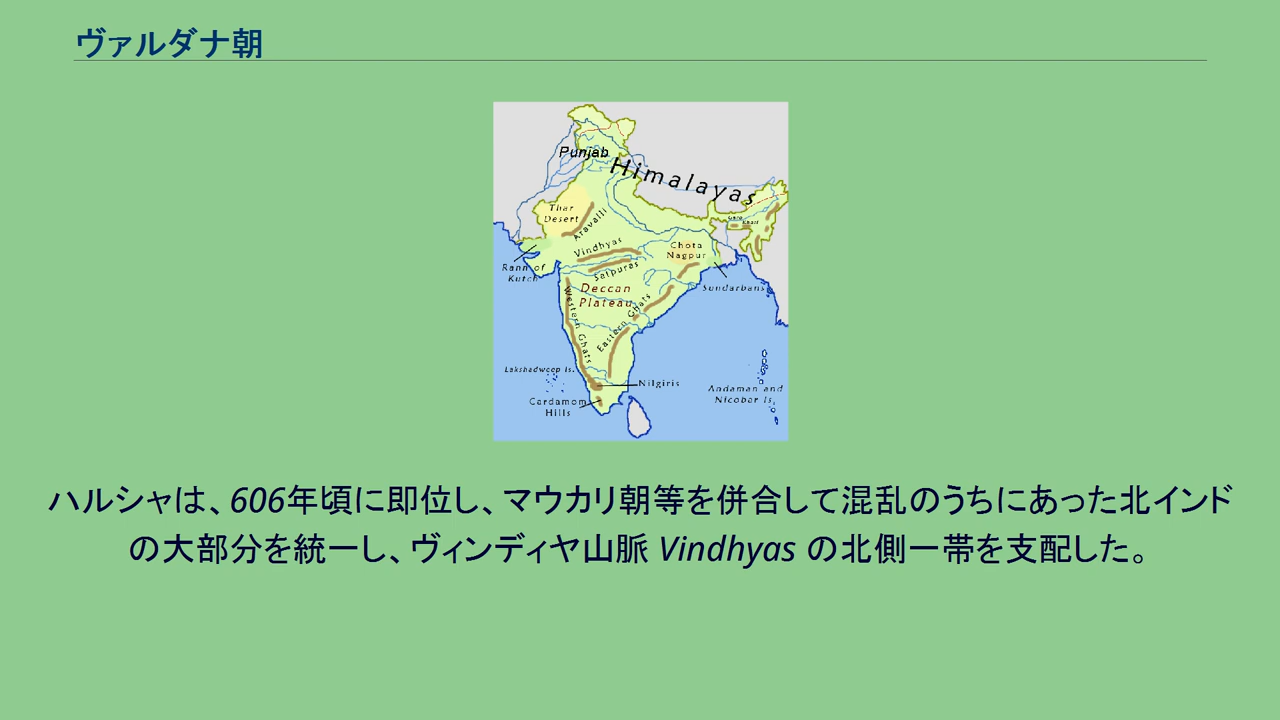 ヴァルダナ朝
Punjab
Himalayas
Thar
Desert
Aravalli
Vindhyas
Satpuras
Chota
Nagpur
Rann of
Kutch
Deccan
Plateau
Sundarbans
Western Ghats
Eastern Ghats
Lakshadweep Is.
Nilgiris
Cardamom
Hills
Andaman and
Nicobar Is.
ハルシャは、606年頃に即位し、マウカリ朝等を併合して混乱のうちにあった北インド
の大部分を統一し、ヴィンディヤ山脈 Vindhyas の北側一帯を支配した。